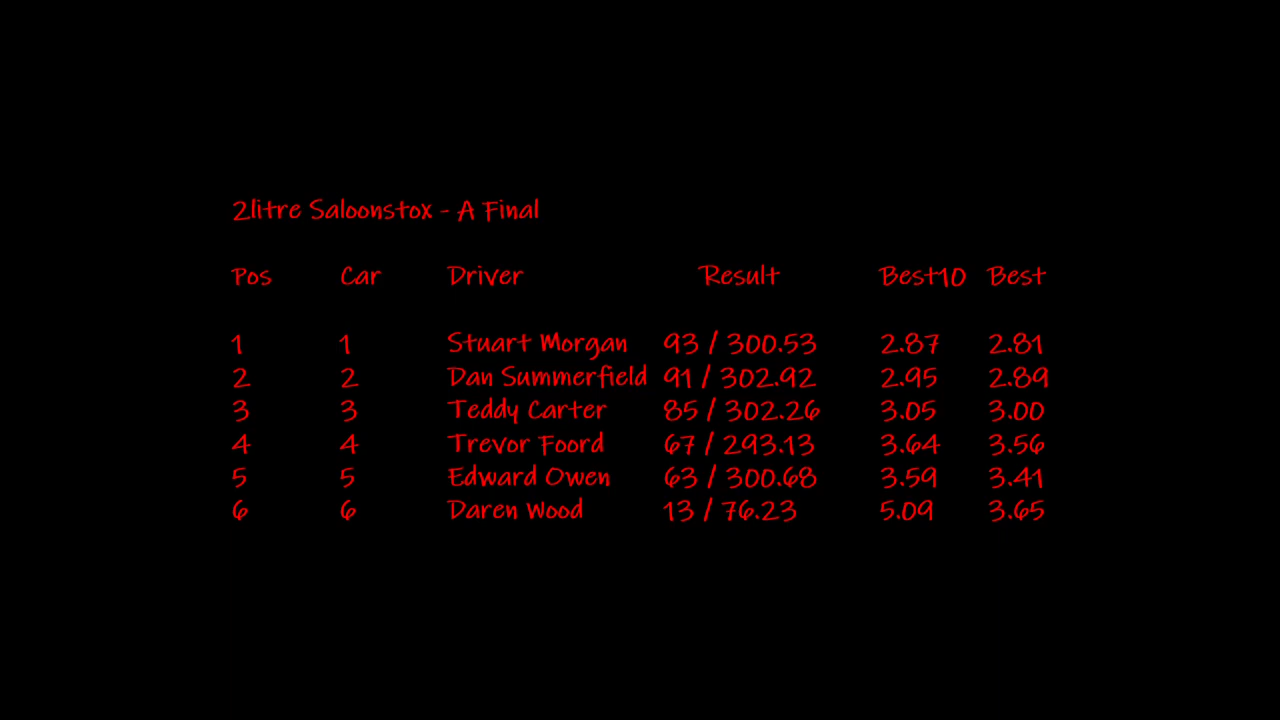 2litre Saloonstox - A Final
Pos Car Driver Result Best10 Best
1 1 Stuart Morgan 93 / 300.53 2.87 2.81
2 2 Dan Summerfield 91 / 302.92 2.95 2.89
3 3 Teddy Carter 85 / 302.26 3.05 3.00
4 4 Trevor Foord 67 / 293.13 3.64 3.56
5 5 Edward Owen 63 / 300.68 3.59 3.41
6 6 Daren Wood 13 / 76.23 5.09 3.65